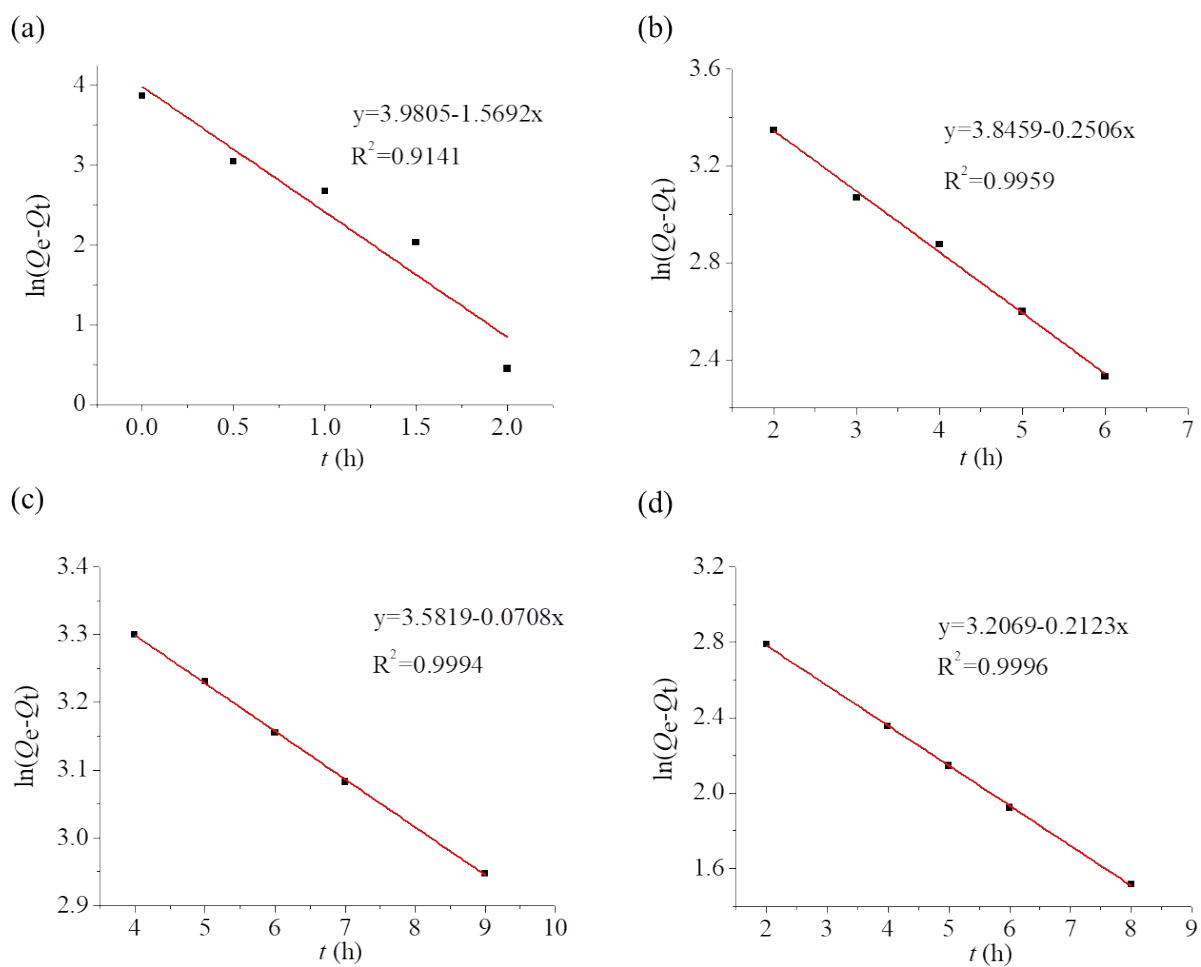 (a)
4
3
2
1
0
ln(Qe-Qt)
y=3.9805-1.5692x
R²=0.9141
0.0 0.5 1.0 1.5 2.0
t (h)
(b)
3.6
3.2
2.8
2.4
ln(Qe-Qt)
y=3.8459-0.2506x
R²=0.9959
2 3 4 5 6 7
t (h)
(c)
3.4
3.3
3.2
3.1
3.0
2.9
ln(Qe-Qt)
y=3.5819-0.0708x
R²=0.9994
4 5 6 7 8 9 10
t (h)
(d)
3.2
2.8
2.4
2.0
1.6
ln(Qe-Qt)
y=3.2069-0.2123x
R²=0.9996
2 3 4 5 6 7 8 9
t (h)